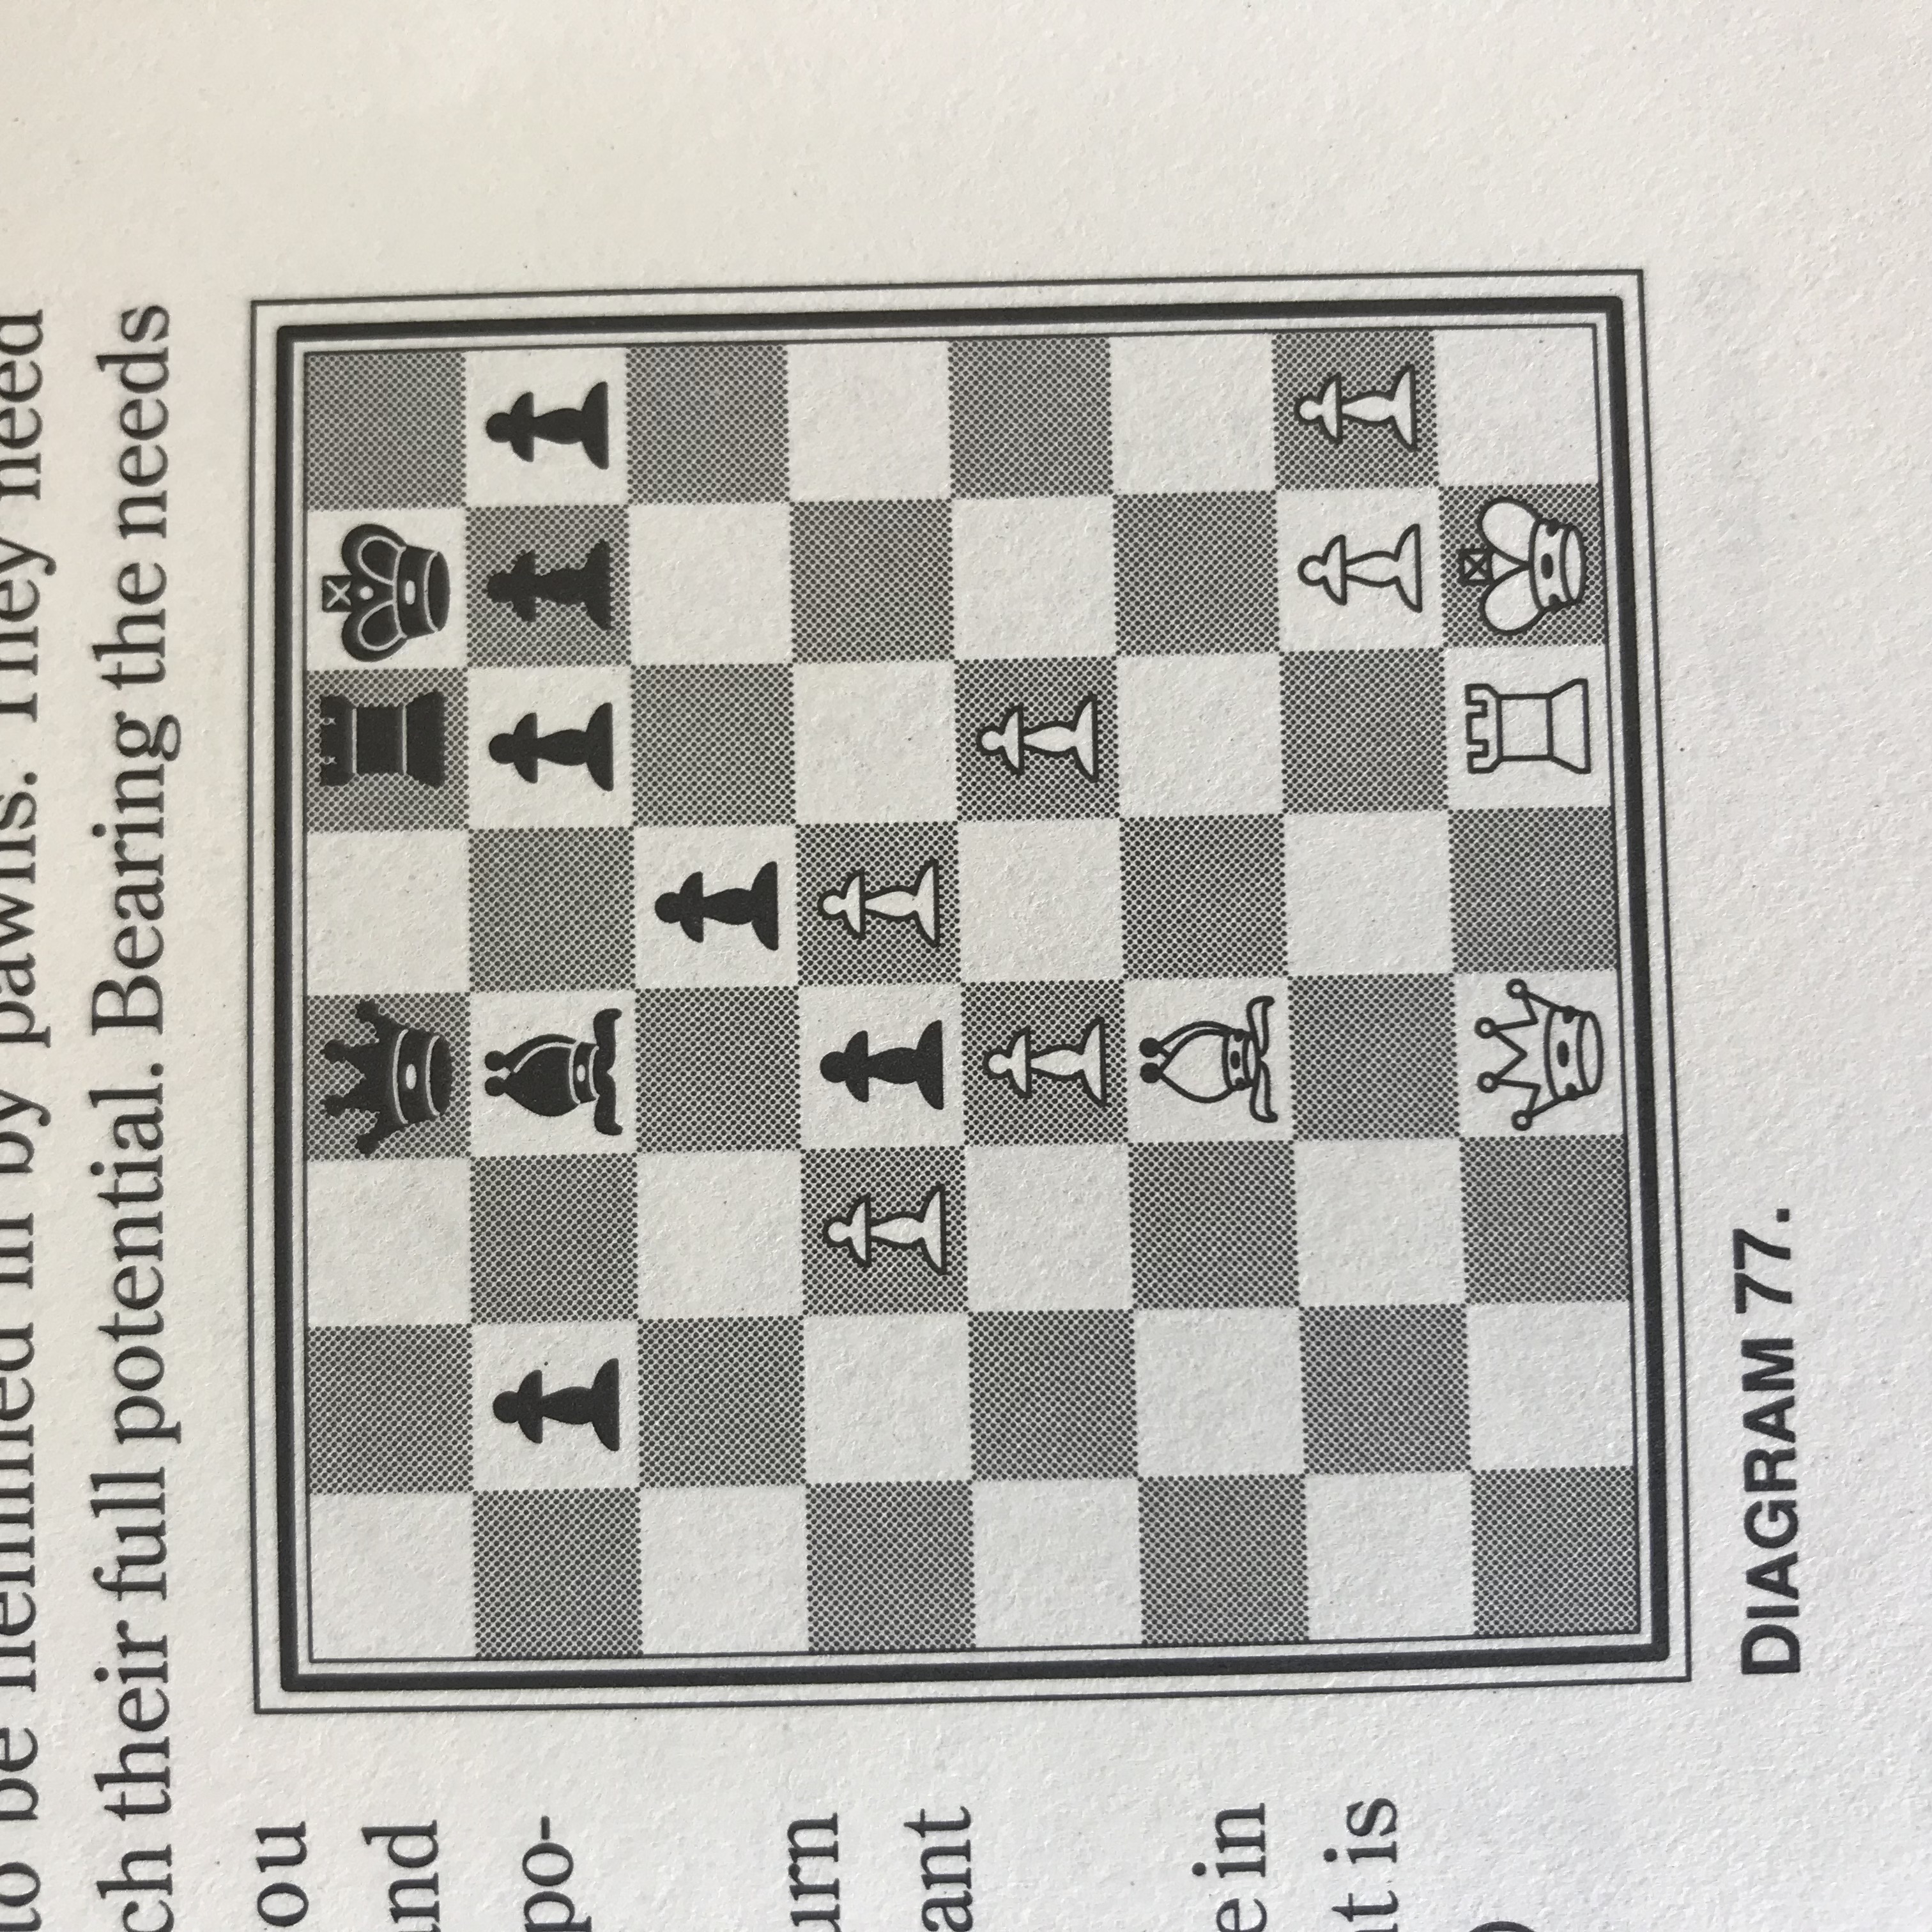 to be hemmed in by pawns. They need
ch their full potential. Bearing the needs
ou
and
po-
urn
ant
e in
t is
)
DIAGRAM 77.